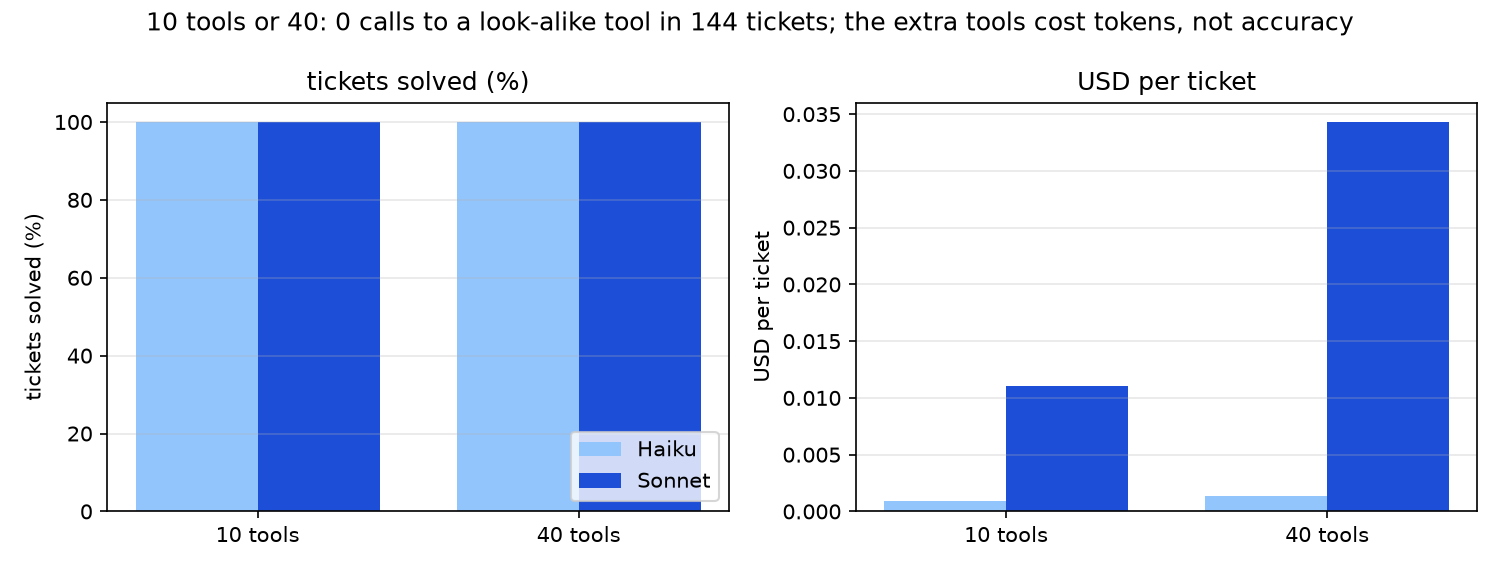 10 tools or 40: 0 calls to a look-alike tool in 144 tickets; the extra tools cost tokens, not accuracy
tickets solved (%)
tickets solved (%)
100
80
60
40
20
0
10 tools
40 tools
Haiku
Sonnet
USD per ticket
USD per ticket
0.035
0.030
0.025
0.020
0.015
0.010
0.005
0.000
10 tools
40 tools